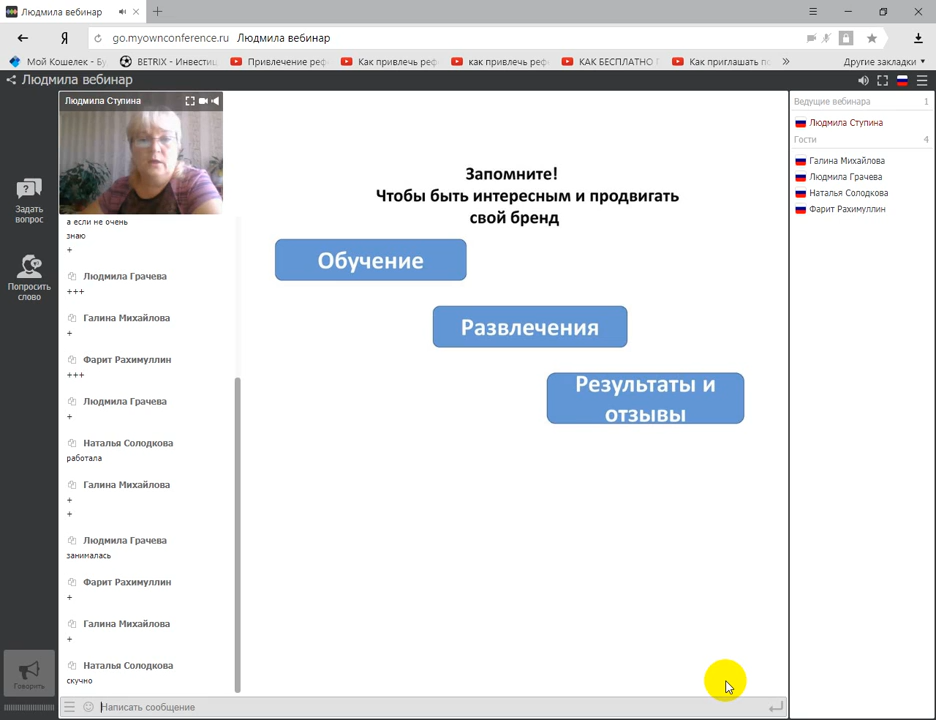 Людмила вебинар
go.myownconference.ru Людмила вебинар
Мой Кошелек - Бу
BETRIX - Инвестиц
Привлечение реф
Как привлечь реф
как привлечь реф
КАК БЕСПЛАТНО
Как приглашать по
Другие закладки
Людмила вебинар
Людмила Ступина
Задать
вопрос
Попросить
слово
Говорить
а если не очень
знаю
+
Людмила Грачева
+++
Галина Михайлова
+
Фарит Рахимуллин
+++
Людмила Грачева
+
Наталья Солодкова
работала
Галина Михайлова
+
+
Людмила Грачева
занималась
Фарит Рахимуллин
+
Галина Михайлова
+
Наталья Солодкова
скучно
Написать сообщение
Запомните!
Чтобы быть интересным и продвигать
свой бренд
Обучение
Развлечения
Результаты и
отзывы
Ведущие вебинара 1
Людмила Ступина
Гости 4
Галина Михайлова
Людмила Грачева
Наталья Солодкова
Фарит Рахимуллин